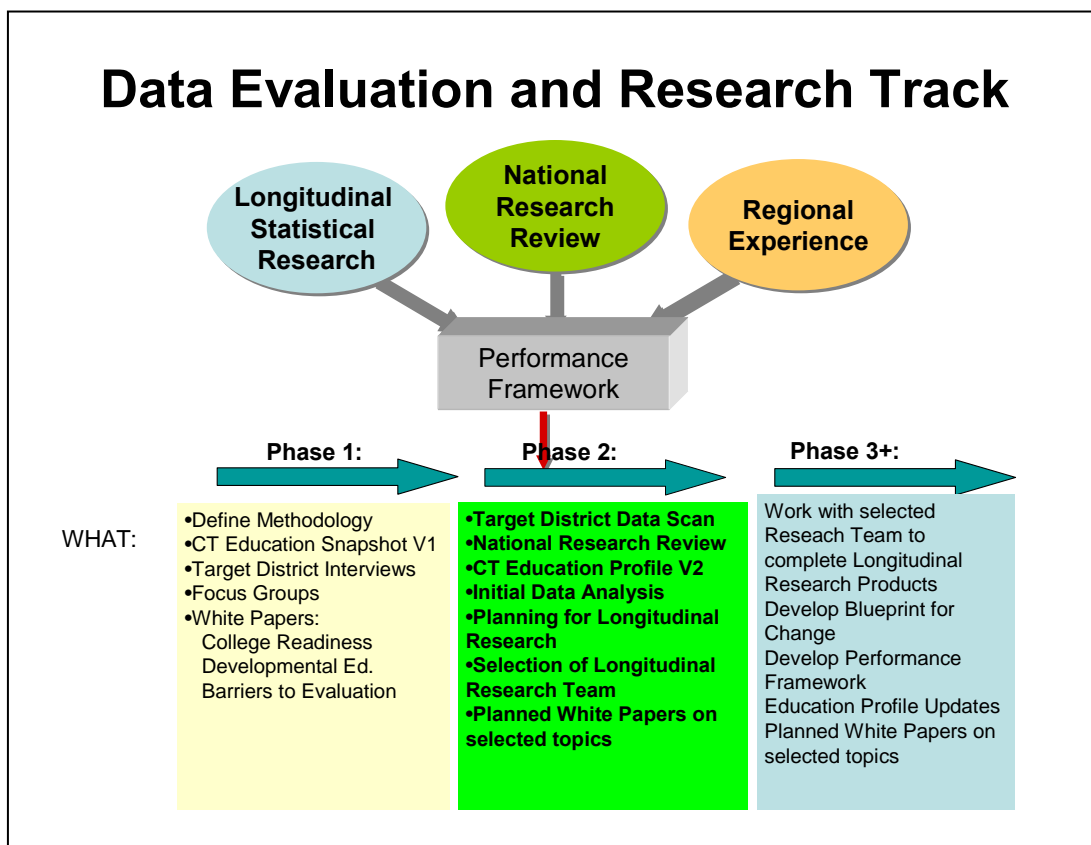 Data Evaluation and Research Track
Longitudinal
Statistical
Research
National
Research
Review
Regional
Experience
Performance
Framework
Phase 1:
Phase 2:
Phase 3+:
WHAT:
•Define Methodology
•CT Education Snapshot V1
•Target District Interviews
•Focus Groups
•White Papers:
College Readiness
Developmental Ed.
Barriers to Evaluation
•Target District Data Scan
•National Research Review
•CT Education Profile V2
•Initial Data Analysis
•Planning for Longitudinal
Research
•Selection of Longitudinal
Research Team
•Planned White Papers on
selected topics
Work with selected
Reseach Team to
complete Longitudinal
Research Products
Develop Blueprint for
Change
Develop Performance
Framework
Education Profile Updates
Planned White Papers on
selected topics